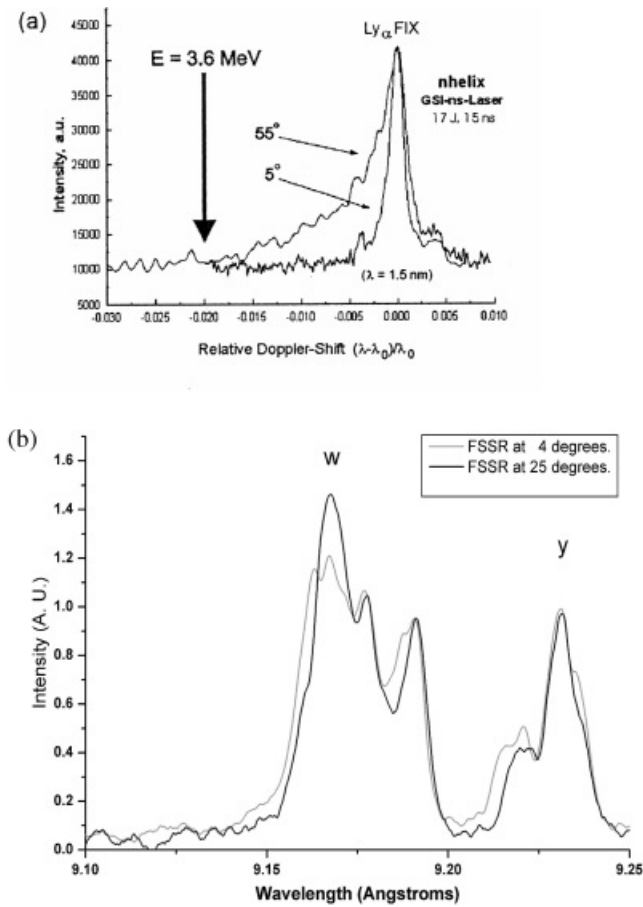 (a)
Lyα FIX
E = 3.6 MeV
nhelix
GSI-ns-Laser
17 J, 15 ns
55°
5°
(λ = 1.5 nm)
Intensity, a.u.
45000
40000
35000
30000
25000
20000
15000
10000
5000
-0.030 -0.025 -0.020 -0.015 -0.010 -0.005 0.000 0.005 0.010
Relative Doppler-Shift (λ-λ0)/λ0
(b)
FSSR at 4 degrees.
FSSR at 25 degrees.
w
y
Intensity (A. U.)
1.6
1.4
1.2
1.0
0.8
0.6
0.4
0.2
0.0
9.10 9.15 9.20 9.25
Wavelength (Angstroms)